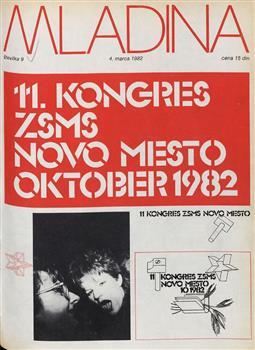 MLADINA
številka 9
4. marca 1982
cena 15 din
11. KONGRES
ZSMS
NOVO MESTO
OKTOBER 1982
11 KONGRES ZSMS NOVO MESTO
11 KONGRES ZSMS
NOVO MESTO
10 1982